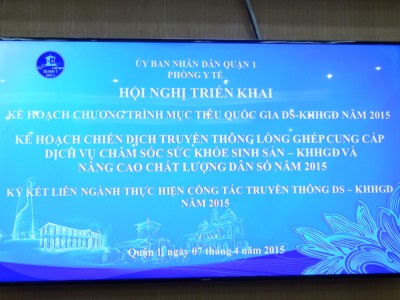 QUẬN 1
ỦY BAN NHÂN DÂN QUẬN 1
PHÒNG Y TẾ
HỘI NGHỊ TRIỂN KHAI
KẾ HOẠCH CHƯƠNG TRÌNH MỤC TIÊU QUỐC GIA DS-KHHGĐ NĂM 2015
KẾ HOẠCH CHIẾN DỊCH TRUYỀN THÔNG LỒNG GHÉP CUNG CẤP
DỊCH VỤ CHĂM SÓC SỨC KHỎE SINH SẢN – KHHGĐ VÀ
NÂNG CAO CHẤT LƯỢNG DÂN SỐ NĂM 2015
KÝ KẾT LIÊN NGÀNH THỰC HIỆN CÔNG TÁC TRUYỀN THÔNG DS – KHHGĐ
NĂM 2015
Quận 1, ngày 07 tháng 4 năm 2015